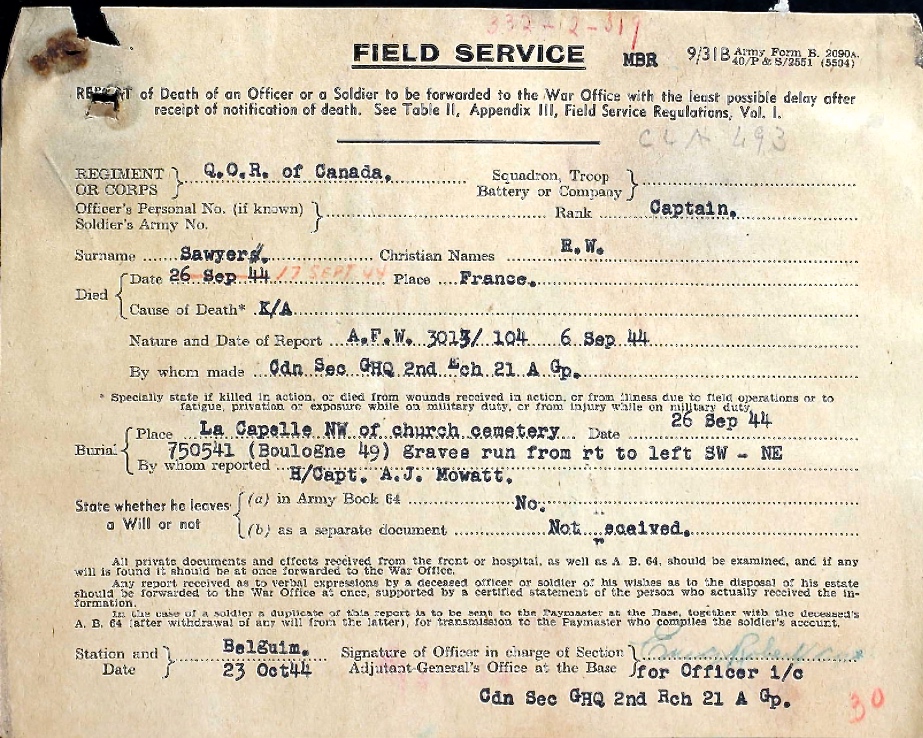 332-12-319
FIELD SERVICE MBR 9/31B Army Form B. 2090A.
40/P & S/2551 (5504)
REPORT of Death of an Officer or a Soldier to be forwarded to the War Office with the least possible delay after
receipt of notification of death. See Table II, Appendix III, Field Service Regulations, Vol. I.
493
REGIMENT OR CORPS Q.O.R. of Canada. Squadron, Troop Battery or Company
Officer's Personal No. (if known) Rank Captain.
Soldier's Army No.
Surname Sawyers. Christian Names R.W.
Died Date 26 Sep 44 17 SEPT 44 Place France.
Cause of Death* K/A
Nature and Date of Report A.F.W. 3013/ 104 6 Sep 44
By whom made Cdn Sec GHQ 2nd Ech 21 A Gp.
* Specially state if killed in action, or died from wounds received in action, or from illness due to field operations or to
fatigue, privation or exposure while on military duty, or from injury while on military duty.
Burial Place La Capelle NW of church cemetery Date 26 Sep 44
750541 (Boulogne 49) graves run from rt to left SW - NE
By whom reported H/Capt. A.J. Mowatt.
State whether he leaves a Will or not (a) in Army Book 64 No.
(b) as a separate document Not received.
All private documents and effects received from the front or hospital, as well as A B. 64, should be examined, and if any
will is found it should be at once forwarded to the War Office.
Any report received as to verbal expressions by a deceased officer or soldier of his wishes as to the disposal of his estate
should be forwarded to the War Office at once, supported by a certified statement of the person who actually received the in-
formation.
In the case of a soldier a duplicate of this report is to be sent to the Paymaster at the Base, together with the deceased's
A. B. 64 (after withdrawal of any will from the latter), for transmission to the Paymaster who compiles the soldier's account.
Station and Date Belguim. Signature of Officer in charge of Section
23 Oct44 Adjutant-General's Office at the Base for Officer i/c
Cdn Sec GHQ 2nd Rch 21 A Gp.
30